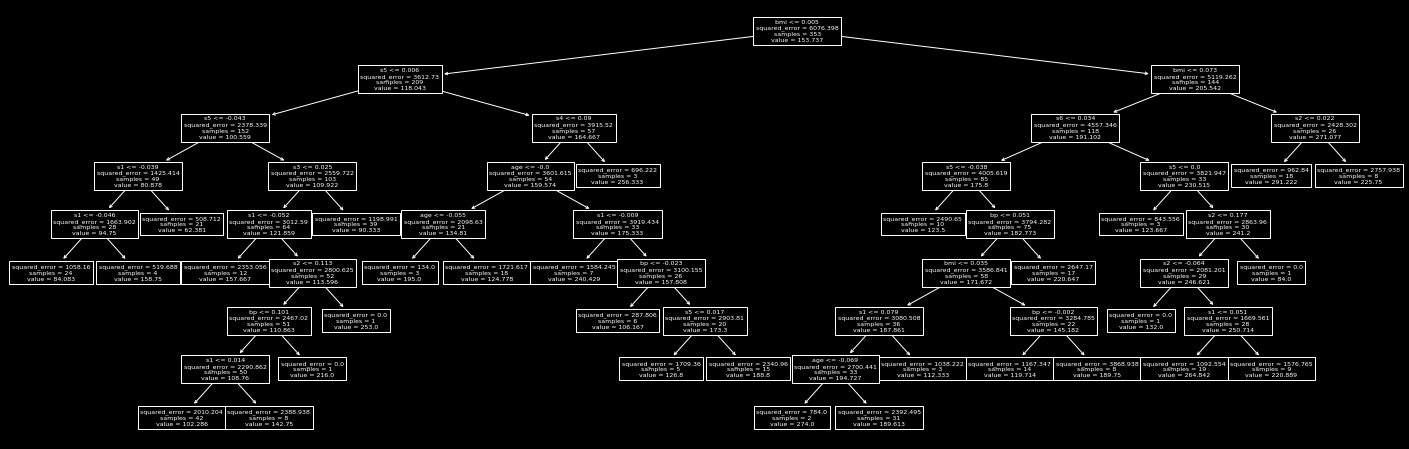 bmi <= 0.005
squared_error = 6076.398
samples = 353
value = 153.737
s5 <= 0.006
squared_error = 3612.73
samples = 209
value = 118.043
bmi <= 0.073
squared_error = 5119.262
samples = 144
value = 205.542
s5 <= -0.043
squared_error = 2378.339
samples = 152
value = 100.559
s4 <= 0.09
squared_error = 3915.52
samples = 57
value = 164.667
s6 <= 0.034
squared_error = 4557.346
samples = 118
value = 191.102
s2 <= 0.022
squared_error = 2428.302
samples = 26
value = 271.077
s1 <= -0.039
squared_error = 1425.414
samples = 49
value = 80.878
s3 <= 0.025
squared_error = 2559.722
samples = 103
value = 109.922
age <= -0.0
squared_error = 3601.615
samples = 54
value = 159.574
squared_error = 696.222
samples = 3
value = 256.333
s5 <= -0.038
squared_error = 4005.619
samples = 85
value = 175.8
s5 <= 0.0
squared_error = 3821.947
samples = 33
value = 230.515
squared_error = 962.84
samples = 18
value = 291.222
squared_error = 2757.938
samples = 8
value = 225.75
s1 <= -0.046
squared_error = 1663.902
samples = 28
value = 94.75
squared_error = 508.712
samples = 21
value = 62.381
s1 <= -0.052
squared_error = 3012.59
samples = 64
value = 121.859
squared_error = 1198.991
samples = 39
value = 90.333
age <= -0.055
squared_error = 2098.63
samples = 21
value = 134.81
s1 <= -0.009
squared_error = 3919.434
samples = 33
value = 175.333
squared_error = 2490.65
samples = 10
value = 123.5
bp <= 0.051
squared_error = 3794.282
samples = 75
value = 182.773
squared_error = 843.556
samples = 3
value = 123.667
s2 <= 0.177
squared_error = 2863.96
samples = 30
value = 241.2
squared_error = 1058.16
samples = 24
value = 84.083
squared_error = 519.688
samples = 4
value = 158.75
squared_error = 2353.056
samples = 12
value = 157.667
s2 <= 0.113
squared_error = 2800.625
samples = 52
value = 113.596
squared_error = 134.0
samples = 3
value = 195.0
squared_error = 1721.617
samples = 18
value = 124.778
squared_error = 1584.245
samples = 7
value = 240.429
bp <= -0.023
squared_error = 3100.155
samples = 26
value = 157.808
bmi <= 0.035
squared_error = 3586.841
samples = 58
value = 171.672
squared_error = 2647.17
samples = 17
value = 220.647
s2 <= -0.064
squared_error = 2081.201
samples = 29
value = 246.621
squared_error = 0.0
samples = 1
value = 84.0
bp <= 0.101
squared_error = 2467.02
samples = 51
value = 110.863
squared_error = 0.0
samples = 1
value = 253.0
squared_error = 287.806
samples = 6
value = 106.167
s5 <= 0.017
squared_error = 2903.81
samples = 20
value = 173.3
s1 <= 0.079
squared_error = 3080.508
samples = 36
value = 187.861
bp <= -0.002
squared_error = 3284.785
samples = 22
value = 145.182
squared_error = 0.0
samples = 1
value = 132.0
s1 <= 0.051
squared_error = 1669.561
samples = 28
value = 250.714
s1 <= 0.014
squared_error = 2290.862
samples = 50
value = 108.76
squared_error = 0.0
samples = 1
value = 216.0
squared_error = 1709.36
samples = 5
value = 126.8
squared_error = 2340.96
samples = 15
value = 188.8
age <= -0.069
squared_error = 2700.441
samples = 33
value = 194.727
squared_error = 1038.222
samples = 3
value = 112.333
squared_error = 1167.347
samples = 14
value = 119.714
squared_error = 3868.938
samples = 8
value = 189.75
squared_error = 1092.554
samples = 19
value = 264.842
squared_error = 1576.765
samples = 9
value = 220.889
squared_error = 2010.204
samples = 42
value = 102.286
squared_error = 2388.938
samples = 8
value = 142.75
squared_error = 784.0
samples = 2
value = 274.0
squared_error = 2392.495
samples = 31
value = 189.613